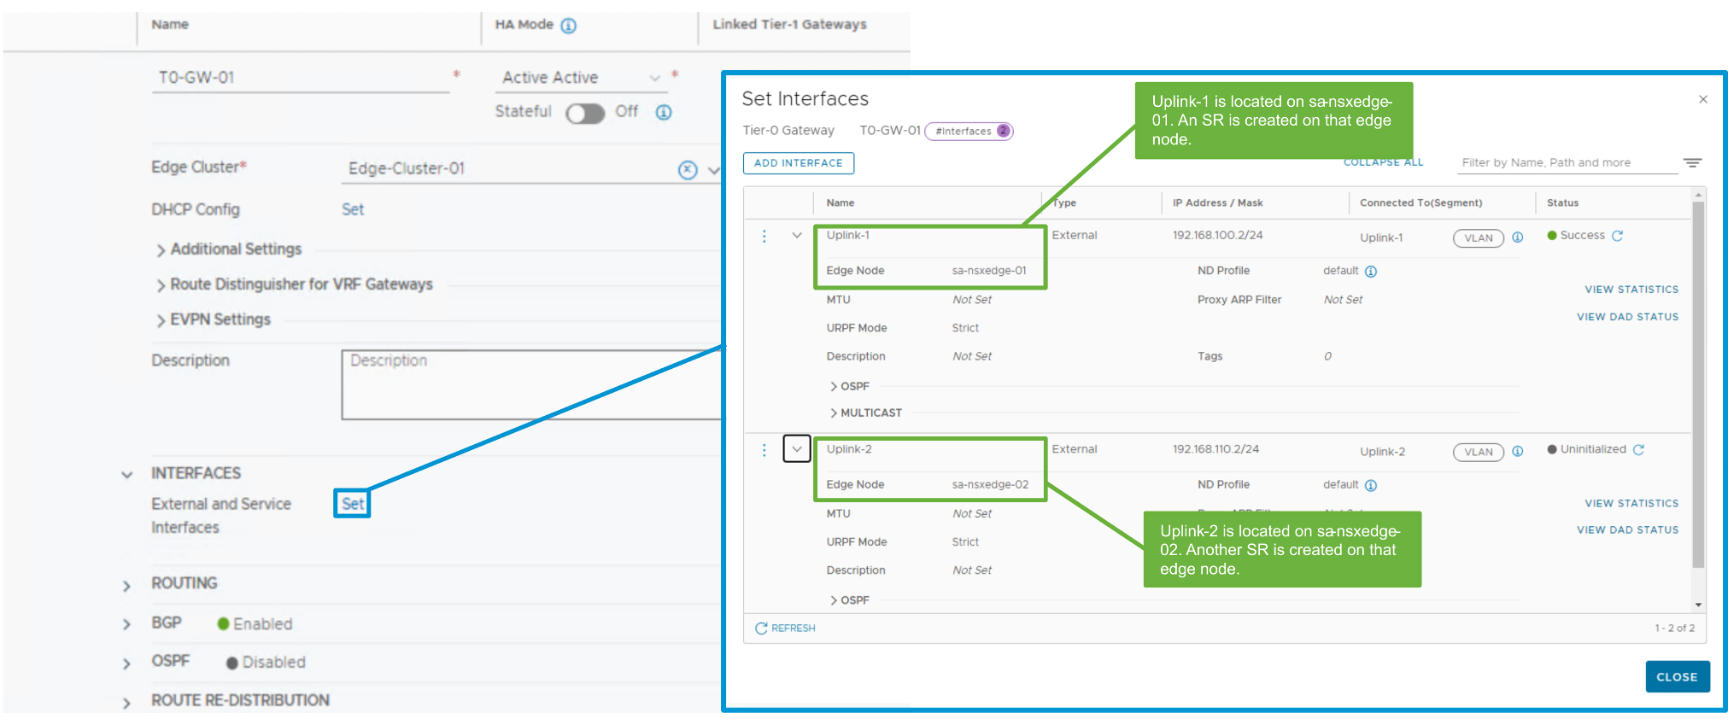 Name HA Mode Linked Tier-1 Gateways
T0-GW-01 * Active Active *
Stateful Off
Edge Cluster* Edge-Cluster-01
DHCP Config Set
Additional Settings
Route Distinguisher for VRF Gateways
EVPN Settings
Description Description
INTERFACES
External and Service
Interfaces
Set
ROUTING
BGP Enabled
OSPF Disabled
ROUTE RE-DISTRIBUTION
Set Interfaces
Tier-0 Gateway T0-GW-01 #Interfaces 2
Uplink-1 is located on sa-nsxedge-
01. An SR is created on that edge
node.
ADD INTERFACE COLLAPSE ALL Filter by Name, Path and more
Name Type IP Address / Mask Connected To(Segment) Status
Uplink-1 External 192.168.100.2/24 Uplink-1 VLAN Success
Edge Node sa-nsxedge-01 ND Profile default
VIEW STATISTICS
MTU Not Set Proxy ARP Filter Not Set
VIEW DAD STATUS
URPF Mode Strict
Description Not Set Tags 0
OSPF
MULTICAST
Uplink-2 External 192.168.110.2/24 Uplink-2 VLAN Uninitialized
Edge Node sa-nsxedge-02 ND Profile default
VIEW STATISTICS
MTU Not Set
Uplink-2 is located on sa-nsxedge-
02. Another SR is created on that
edge node.
VIEW DAD STATUS
URPF Mode Strict
Description Not Set
OSPF
REFRESH 1 - 2 of 2
CLOSE